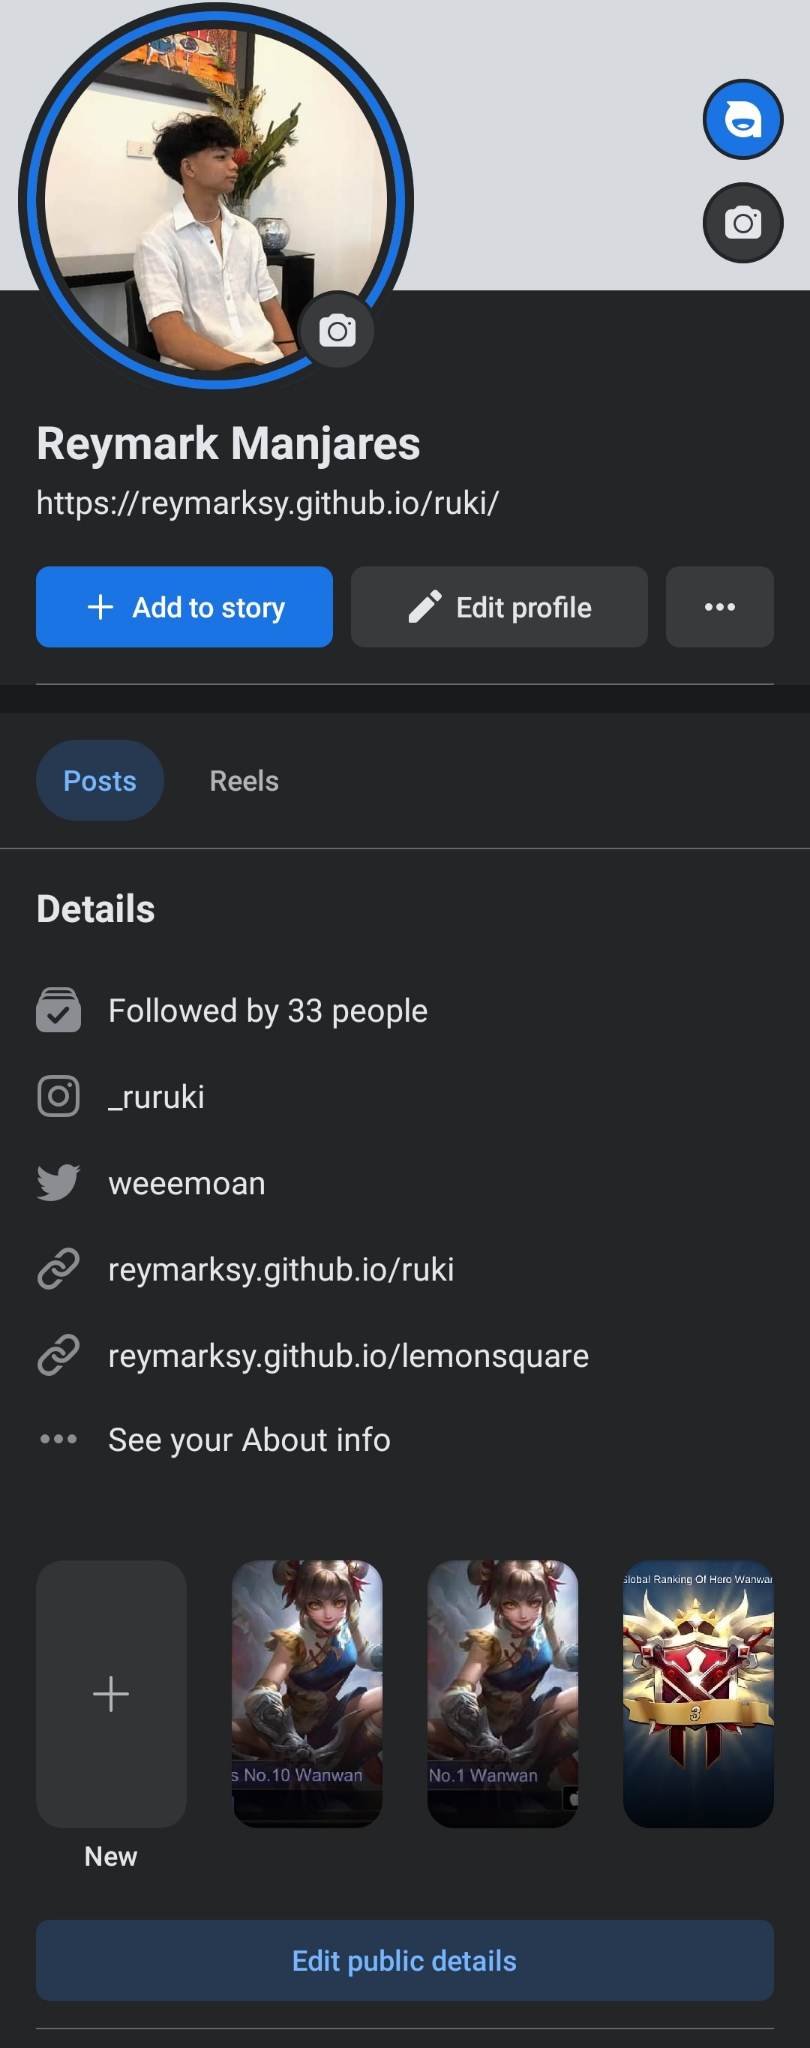 Reymark Manjares
https://reymarksy.github.io/ruki/
Add to story
Edit profile
Posts
Reels
Details
Followed by 33 people
_ruruki
weeemoan
reymarksy.github.io/ruki
reymarksy.github.io/lemonsquare
See your About info
s No.10 Wanwan
No.1 Wanwan
Global Ranking Of Hero Wanwan
3
New
Edit public details